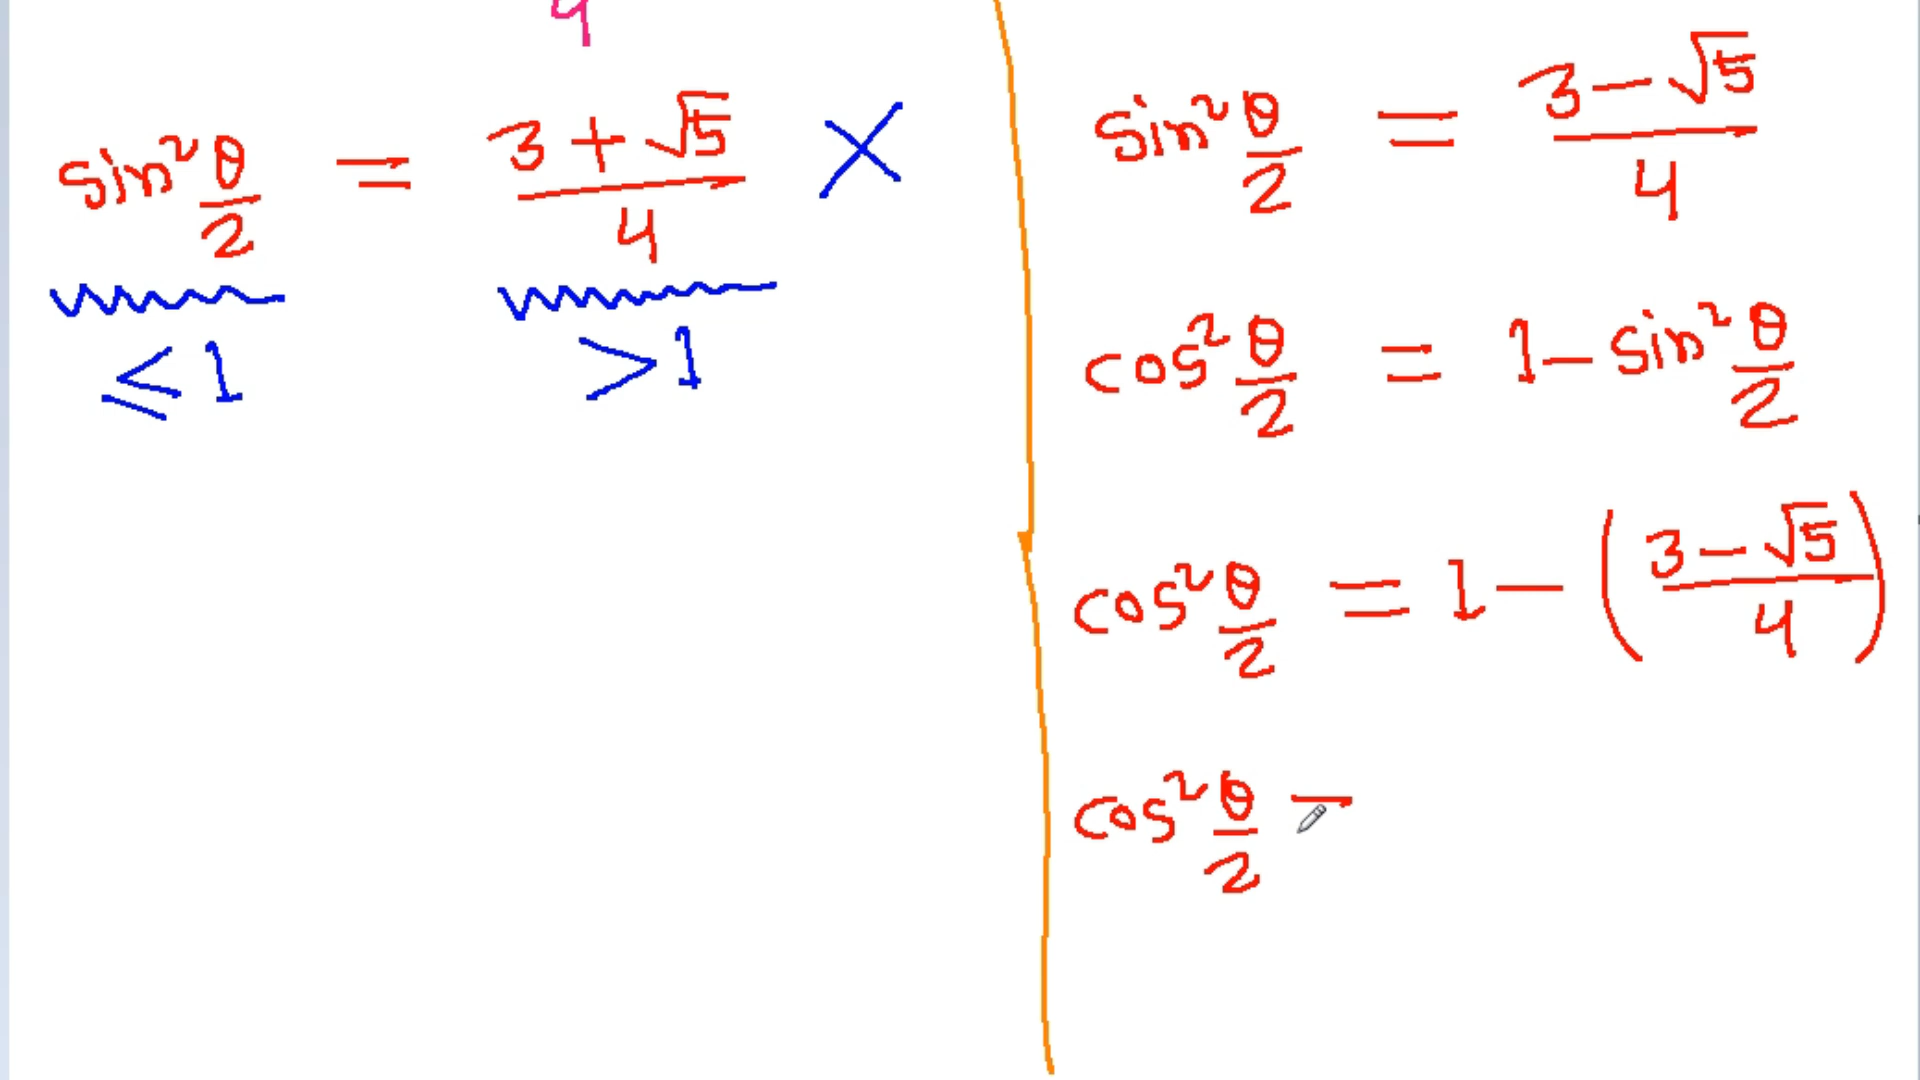 sin²θ/2 = (3 + √5)/4 ×
≤ 1 > 1
sin²θ/2 = (3 − √5)/4
cos²θ/2 = 1 − sin²θ/2
cos²θ/2 = 1 − ((3 − √5)/4)
cos²θ/2 −